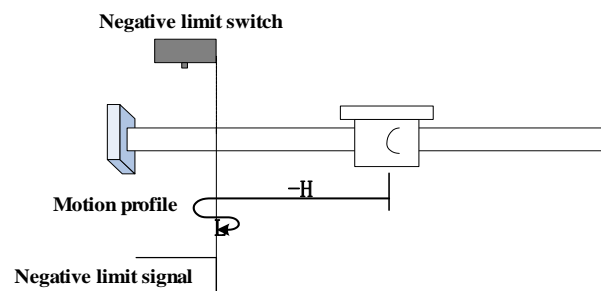 Negative limit switch
−H
Motion profile
L
Negative limit signal